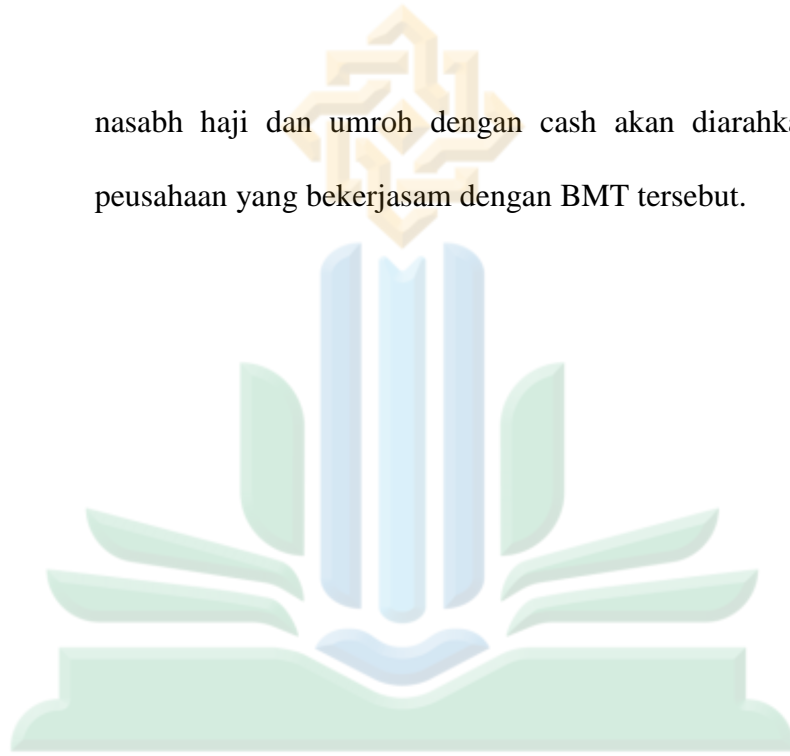 nasabh haji dan umroh dengan cash akan diarahka
peusahaan yang bekerjasam dengan BMT tersebut.